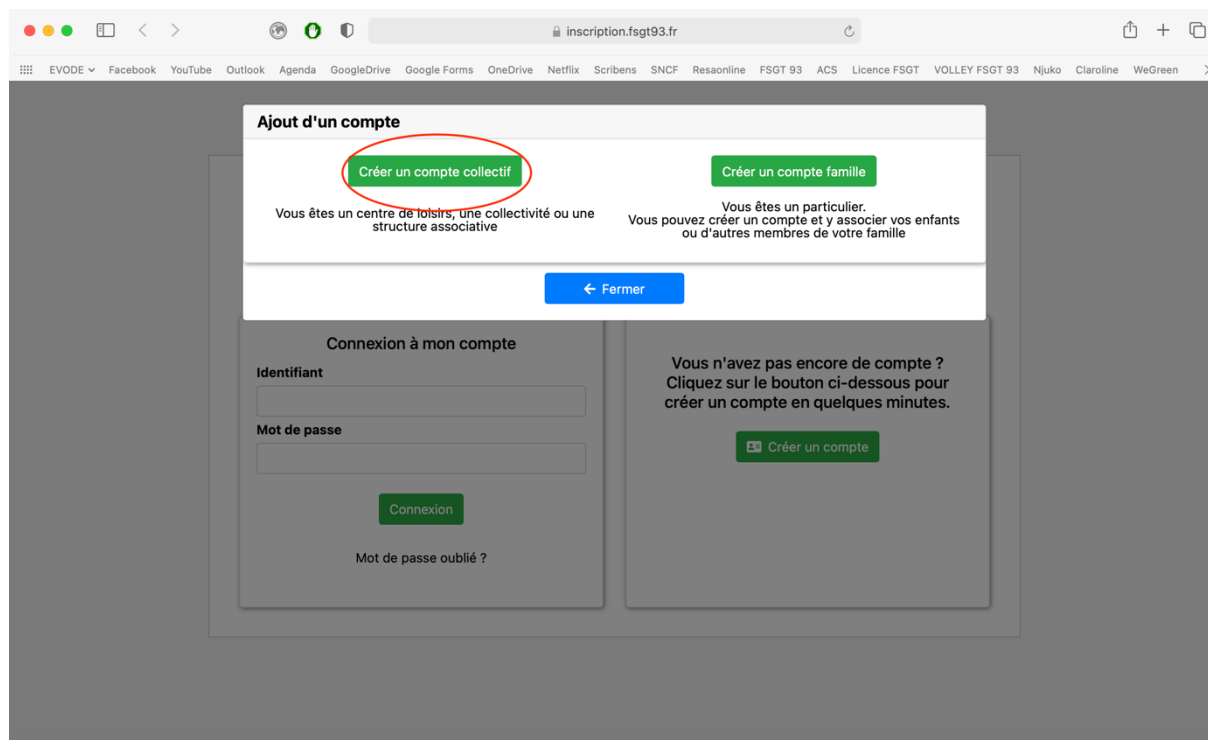 inscription.fsgt93.fr
EVODE Facebook YouTube Outlook Agenda GoogleDrive Google Forms OneDrive Netflix Scribens SNCF Resaonline FSGT 93 ACS Licence FSGT VOLLEY FSGT 93 Njuko Claroline WeGreen
Ajout d'un compte
Créer un compte collectif
Vous êtes un centre de loisirs, une collectivité ou une
structure associative
Créer un compte famille
Vous êtes un particulier.
Vous pouvez créer un compte et y associer vos enfants
ou d'autres membres de votre famille
Fermer
Connexion à mon compte
Identifiant
Mot de passe
Connexion
Mot de passe oublié ?
Vous n'avez pas encore de compte ?
Cliquez sur le bouton ci-dessous pour
créer un compte en quelques minutes.
Créer un compte